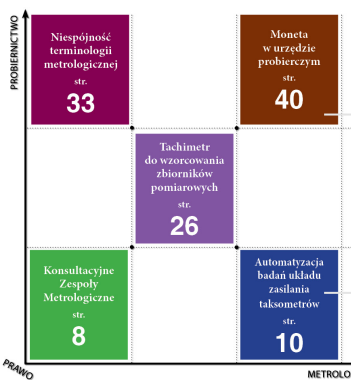 PROBIERNICTWO
Niespójność
terminologii
metrologicznej
str.
33
Moneta
w urzędzie
probierczym
str.
40
Tachimetr
do wzorcowania
zbiorników
pomiarowych
str.
26
Konsultacyjne
Zespoły
Metrologiczne
str.
8
Automatyzacja
badań układu
zasilania
taksometrów
str.
10
PRAWO
METROLO